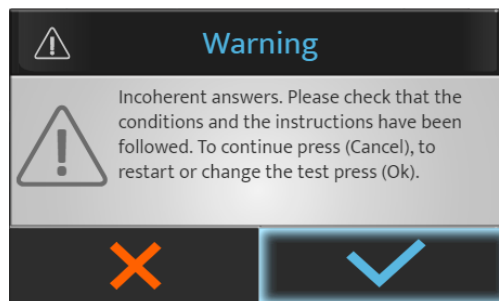 Warning
Incoherent answers. Please check that the
conditions and the instructions have been
followed. To continue press (Cancel), to
restart or change the test press (Ok).